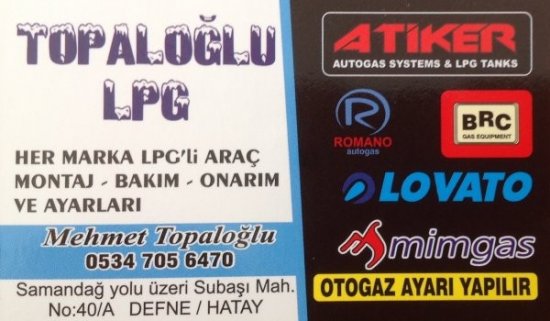 TOPALOĞLU
LPG
HER MARKA LPG'li ARAÇ
MONTAJ - BAKIM - ONARIM
VE AYARLARI
Mehmet Topaloğlu
0534 705 6470
Samandağ yolu üzeri Subaşı Mah.
No:40/A DEFNE / HATAY
ATIKER
AUTOGAS SYSTEMS & LPG TANKS
R
ROMANO
autogas
BRC
GAS EQUIPMENT
LOVATO
mimgas
OTOGAZ AYARI YAPILIR